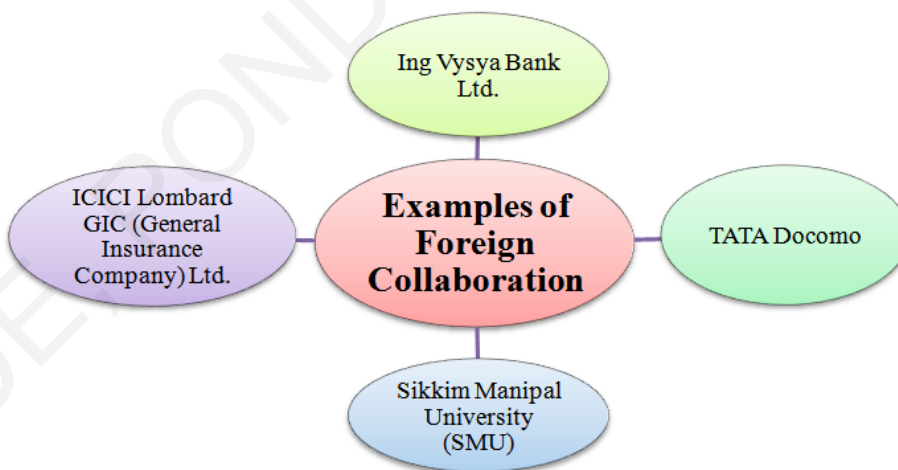 Ing Vysya Bank
Ltd.
ICICI Lombard
GIC (General
Insurance
Company) Ltd.
Examples of
Foreign
Collaboration
TATA Docomo
Sikkim Manipal
University
(SMU)